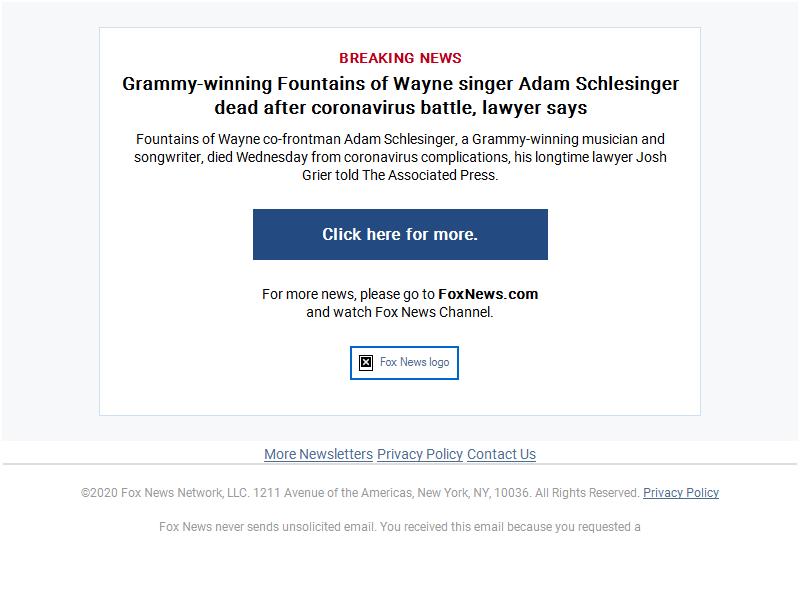 BREAKING NEWS
Grammy-winning Fountains of Wayne singer Adam Schlesinger
dead after coronavirus battle, lawyer says
Fountains of Wayne co-frontman Adam Schlesinger, a Grammy-winning musician and
songwriter, died Wednesday from coronavirus complications, his longtime lawyer Josh
Grier told The Associated Press.
Click here for more.
For more news, please go to FoxNews.com
and watch Fox News Channel.
Fox News logo
More Newsletters Privacy Policy Contact Us
©2020 Fox News Network, LLC. 1211 Avenue of the Americas, New York, NY, 10036. All Rights Reserved. Privacy Policy
Fox News never sends unsolicited email. You received this email because you requested a